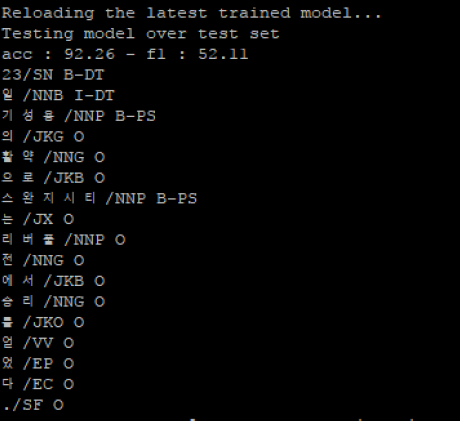 Reloading the latest trained model...
Testing model over test set
acc : 92.26 - f1 : 52.11
23/SN B-DT
일 /NNB I-DT
기 성 용 /NNP B-PS
의 /JKG O
활 약 /NNG O
으 로 /JKB O
스 완 지 시 티 /NNP B-PS
는 /JX O
리 버 풀 /NNP O
전 /NNG O
에 서 /JKB O
승 리 /NNG O
를 /JKO O
얻 /VV O
었 /EP O
다 /EC O
./SF O